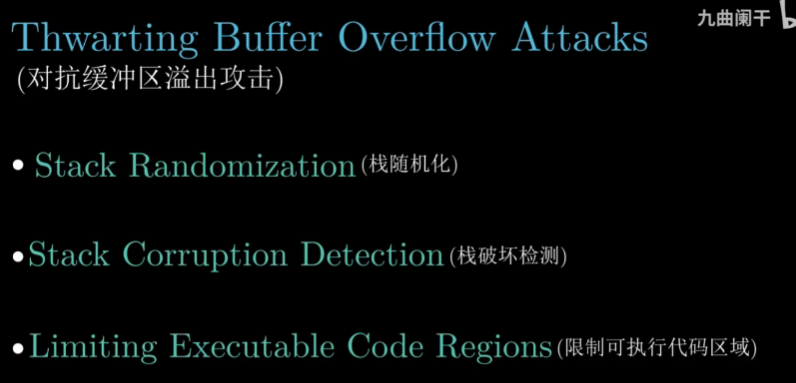 九曲阑干
Thwarting Buffer Overflow Attacks
(对抗缓冲区溢出攻击)
• Stack Randomization (栈随机化)
• Stack Corruption Detection (栈破坏检测)
• Limiting Executable Code Regions (限制可执行代码区域)